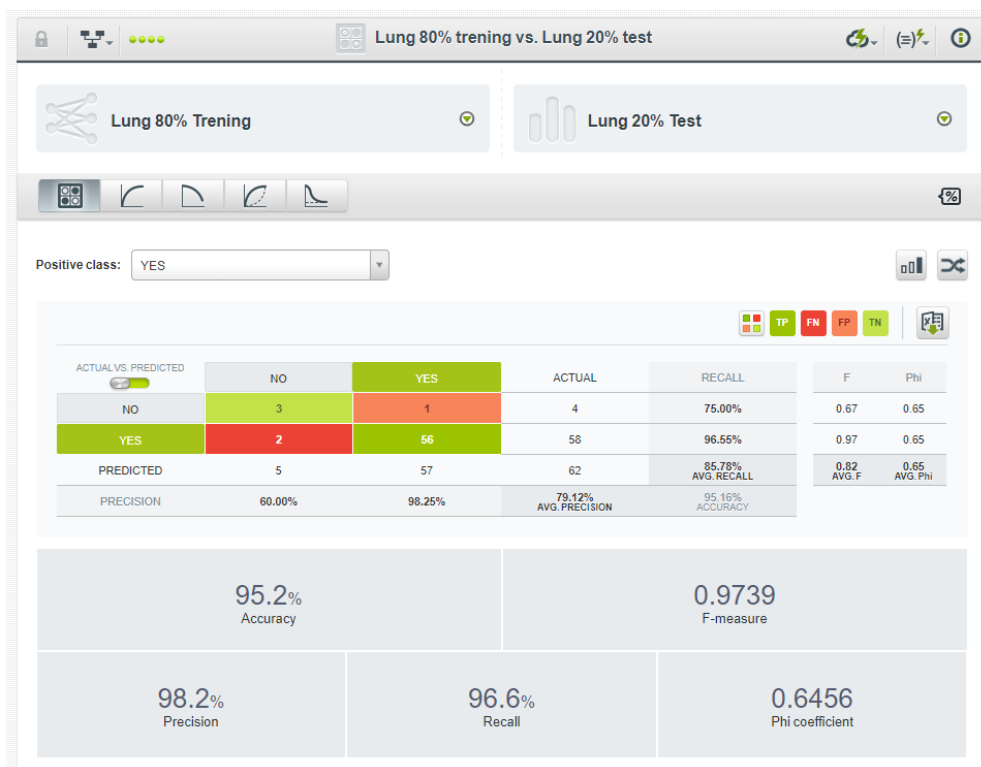 Lung 80% trening vs. Lung 20% test
Lung 80% Trening
Lung 20% Test
Positive class: YES
TP FN FP TN
ACTUAL VS. PREDICTED NO YES ACTUAL RECALL F Phi
NO 3 1 4 75.00% 0.67 0.65
YES 2 56 58 96.55% 0.97 0.65
PREDICTED 5 57 62 85.78% AVG. RECALL 0.82 AVG. F 0.65 AVG. Phi
PRECISION 60.00% 98.25% 79.12% AVG. PRECISION 95.16% ACCURACY
95.2% 0.9739
Accuracy F-measure
98.2% 96.6% 0.6456
Precision Recall Phi coefficient